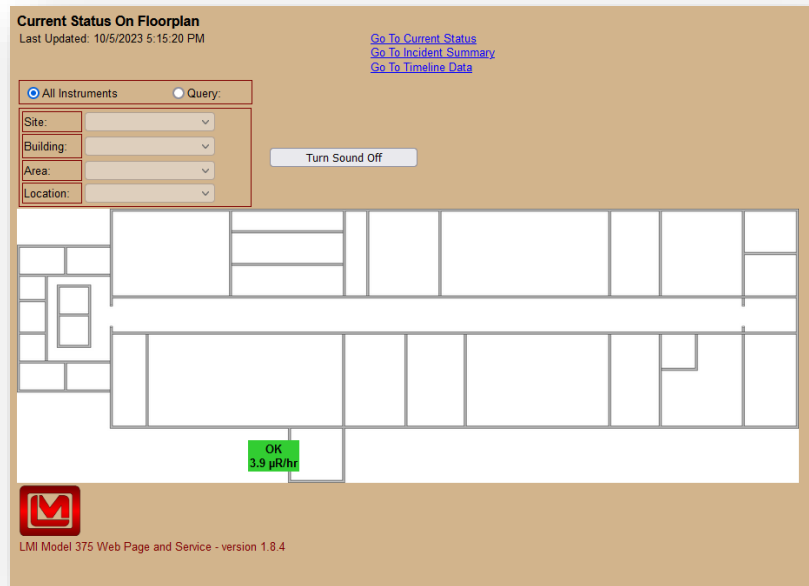 Current Status On Floorplan
Last Updated: 10/5/2023 5:15:20 PM
Go To Current Status
Go To Incident Summary
Go To Timeline Data
All Instruments
Query:
Site:
Building:
Area:
Location:
Turn Sound Off
OK
3.9 µR/hr
LMI Model 375 Web Page and Service - version 1.8.4